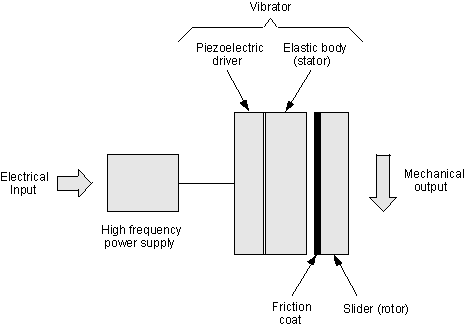 Vibrator
Piezoelectric
driver
Elastic body
(stator)
Electrical
Input
High frequency
power supply
Mechanical
output
Friction
coat
Slider (rotor)